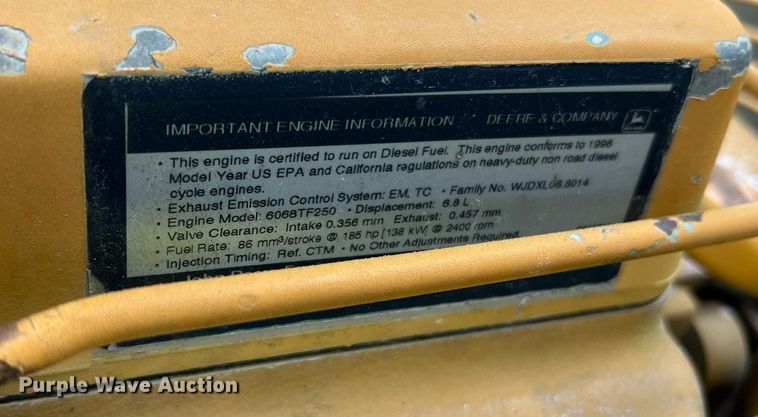 IMPORTANT ENGINE INFORMATION DEERE & COMPANY
• This engine is certified to run on Diesel Fuel. This engine conforms to 1998
Model Year US EPA and California regulations on heavy-duty non road diesel
cycle engines.
• Exhaust Emission Control System: EM, TC • Family No. WJDXL06.8014
• Engine Model: 6068TF250 • Displacement: 6.8 L
• Valve Clearance: Intake 0.356 mm Exhaust: 0.457 mm
• Fuel Rate: 86 mm³/stroke @ 185 hp [138 kW] @ 2400 rpm
• Injection Timing: Ref. CTM • No Other Adjustments Required.
John
Purple Wave Auction